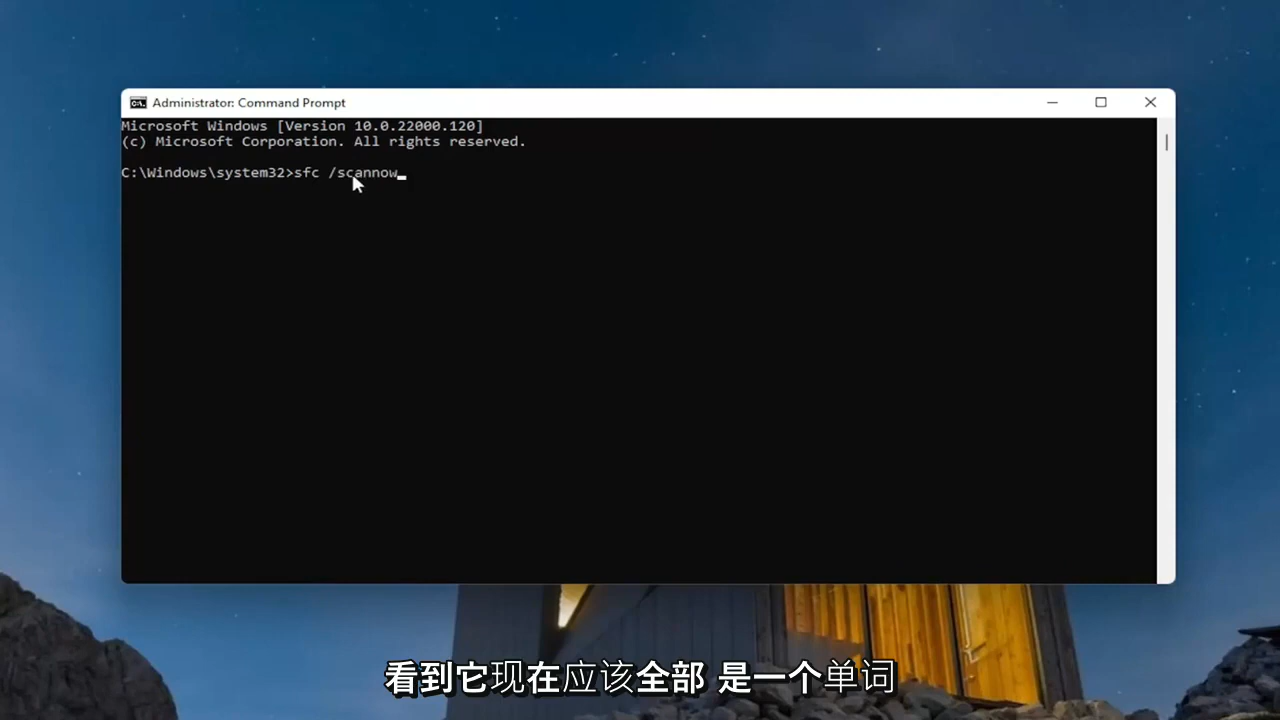 Administrator: Command Prompt
Microsoft Windows [Version 10.0.22000.120]
(c) Microsoft Corporation. All rights reserved.
C:\Windows\system32>sfc /scannow
看到它现在应该全部 是一个单词